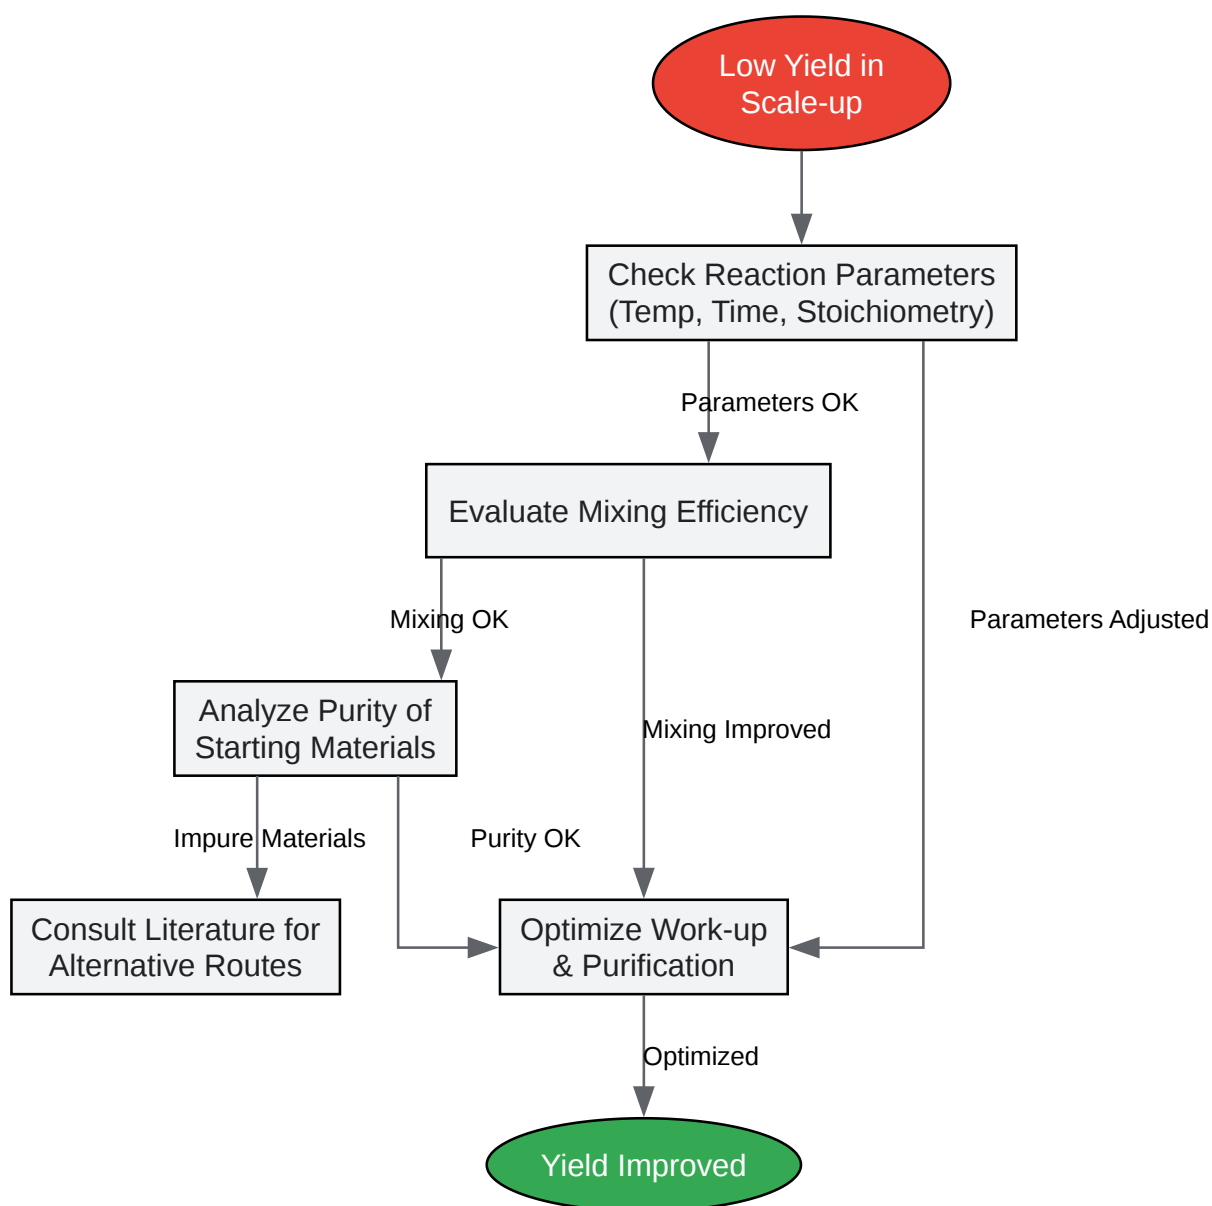 Low Yield in
Scale-up
Check Reaction Parameters
(Temp, Time, Stoichiometry)
Parameters OK
Evaluate Mixing Efficiency
Mixing OK
Parameters Adjusted
Analyze Purity of
Starting Materials
Mixing Improved
Impure Materials
Purity OK
Consult Literature for
Alternative Routes
Optimize Work-up
& Purification
Optimized
Yield Improved